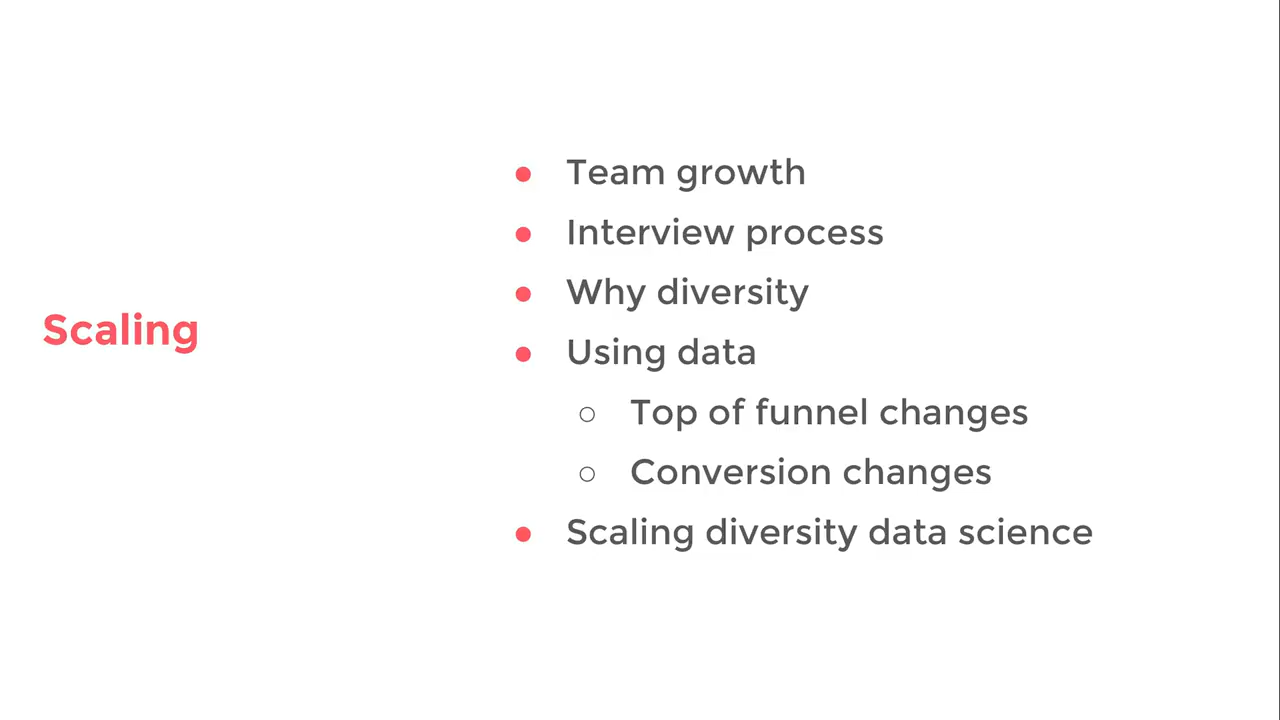 Scaling
● Team growth
● Interview process
● Why diversity
● Using data
○ Top of funnel changes
○ Conversion changes
● Scaling diversity data science